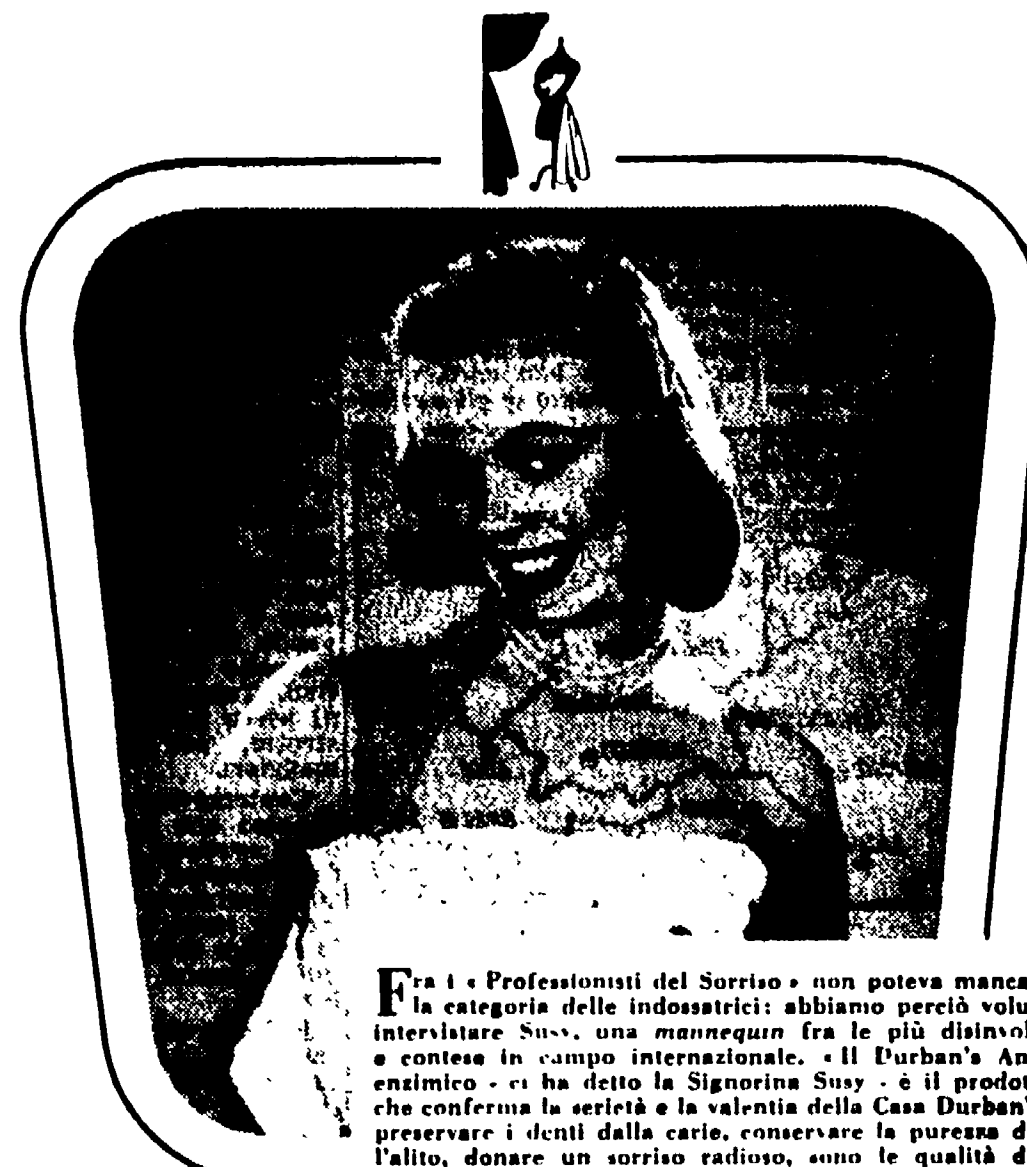 Fra i « Professionisti del Sorriso » non poteva manca
la categoria delle indossatrici: abbiamo perciò volu
intervistare Susy, una mannequin fra le più disinvol
e contese in campo internazionale. « Il Durban's An
enzimico - ci ha detto la Signorina Susy - è il prodot
che conferma la serietà e la valentia della Casa Durban'
preservare i denti dalla carie, conservare la purezza d
l'alito, donare un sorriso radioso, sono le qualità d